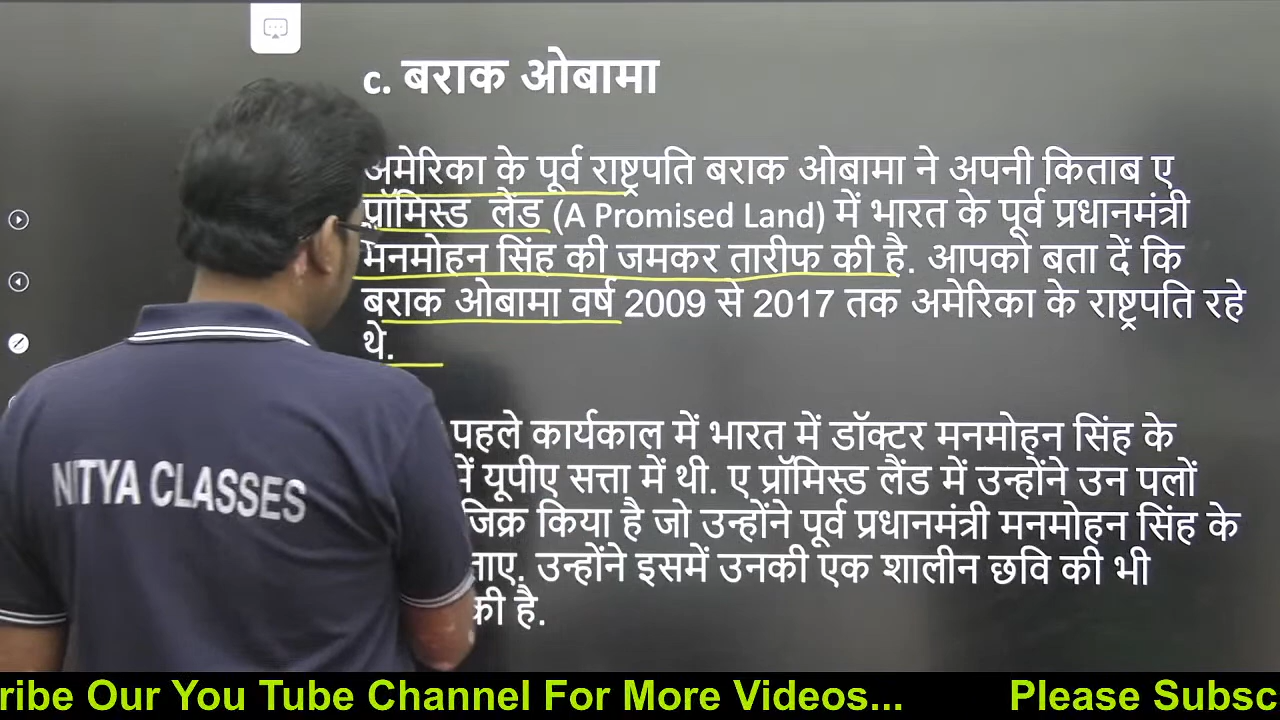 c. बराक ओबामा
अमेरिका के पूर्व राष्ट्रपति बराक ओबामा ने अपनी किताब ए
प्रॉमिस्ड लैंड (A Promised Land) में भारत के पूर्व प्रधानमंत्री
मनमोहन सिंह की जमकर तारीफ की है. आपको बता दें कि
बराक ओबामा वर्ष 2009 से 2017 तक अमेरिका के राष्ट्रपति रहे
थे.
पहले कार्यकाल में भारत में डॉक्टर मनमोहन सिंह के
में यूपीए सत्ता में थी. ए प्रॉमिस्ड लैंड में उन्होंने उन पलों
जिक्र किया है जो उन्होंने पूर्व प्रधानमंत्री मनमोहन सिंह के
उन्होंने इसमें उनकी एक शालीन छवि की भी
की है.
NITYA CLASSES
ribe Our You Tube Channel For More Videos... Please Subsc